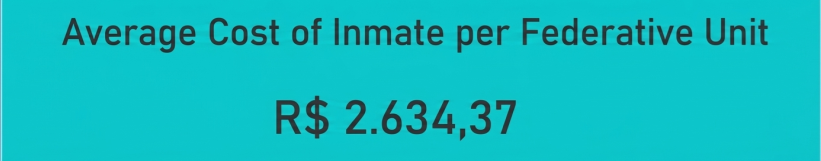 Average Cost of Inmate per Federative Unit
R$ 2.634,37